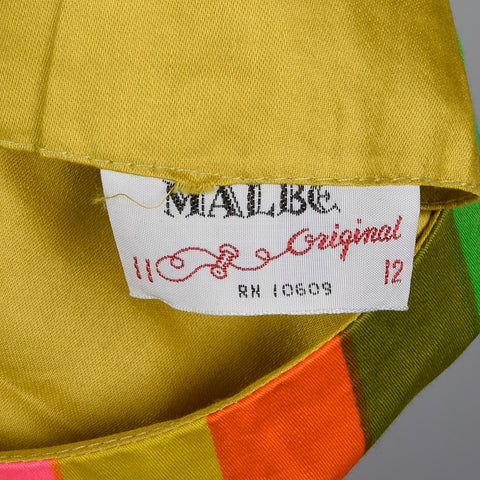 MALBE
Original
11 12
RN 10609